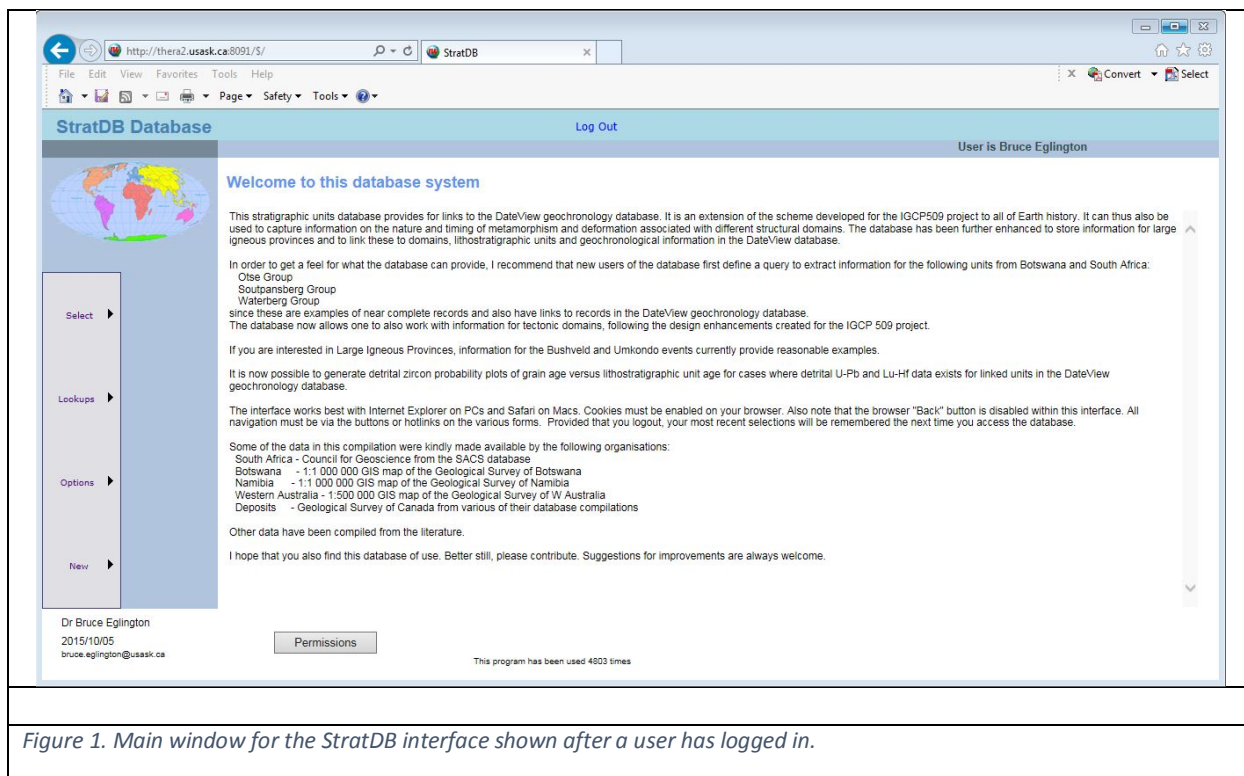 http://thera2.usask.ca:8091/$/
StratDB
File Edit View Favorites Tools Help
Convert Select
Page Safety Tools
StratDB Database
Log Out
User is Bruce Eglington
Welcome to this database system
This stratigraphic units database provides for links to the DateView geochronology database. It is an extension of the scheme developed for the IGCP509 project to all of Earth history. It can thus also be
used to capture information on the nature and timing of metamorphism and deformation associated with different structural domains. The database has been further enhanced to store information for large
igneous provinces and to link these to domains, lithostratigraphic units and geochronological information in the DateView database.
In order to get a feel for what the database can provide, I recommend that new users of the database first define a query to extract information for the following units from Botswana and South Africa:
Otse Group
Soutpansberg Group
Waterberg Group
since these are examples of near complete records and also have links to records in the DateView geochronology database.
The database now allows one to also work with information for tectonic domains, following the design enhancements created for the IGCP 509 project.
If you are interested in Large Igneous Provinces, information for the Bushveld and Umkondo events currently provide reasonable examples.
It is now possible to generate detrital zircon probability plots of grain age versus lithostratigraphic unit age for cases where detrital U-Pb and Lu-Hf data exists for linked units in the DateView
geochronology database.
The interface works best with Internet Explorer on PCs and Safari on Macs. Cookies must be enabled on your browser. Also note that the browser "Back" button is disabled within this interface. All
navigation must be via the buttons or hotlinks on the various forms. Provided that you logout, your most recent selections will be remembered the next time you access the database.
Some of the data in this compilation were kindly made available by the following organisations:
South Africa - Council for Geoscience from the SACS database
Botswana - 1:1 000 000 GIS map of the Geological Survey of Botswana
Namibia - 1:1 000 000 GIS map of the Geological Survey of Namibia
Western Australia - 1:500 000 GIS map of the Geological Survey of W Australia
Deposits - Geological Survey of Canada from various of their database compilations
Other data have been compiled from the literature.
I hope that you also find this database of use. Better still, please contribute. Suggestions for improvements are always welcome.
Select
Lookups
Options
New
Dr Bruce Eglington
2015/10/05
bruce.eglington@usask.ca
Permissions
This program has been used 4803 times
Figure 1. Main window for the StratDB interface shown after a user has logged in.